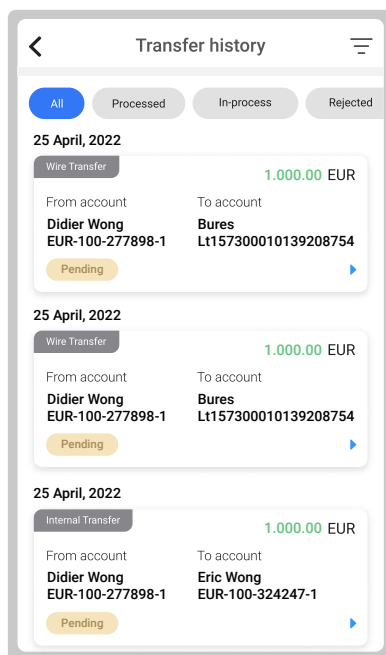 Transfer history
All Processed In-process Rejected
25 April, 2022
Wire Transfer
1.000.00 EUR
From account To account
Didier Wong Bures
EUR-100-277898-1 Lt157300010139208754
Pending
25 April, 2022
Wire Transfer
1.000.00 EUR
From account To account
Didier Wong Bures
EUR-100-277898-1 Lt157300010139208754
Pending
25 April, 2022
Internal Transfer
1.000.00 EUR
From account To account
Didier Wong Eric Wong
EUR-100-277898-1 EUR-100-324247-1
Pending